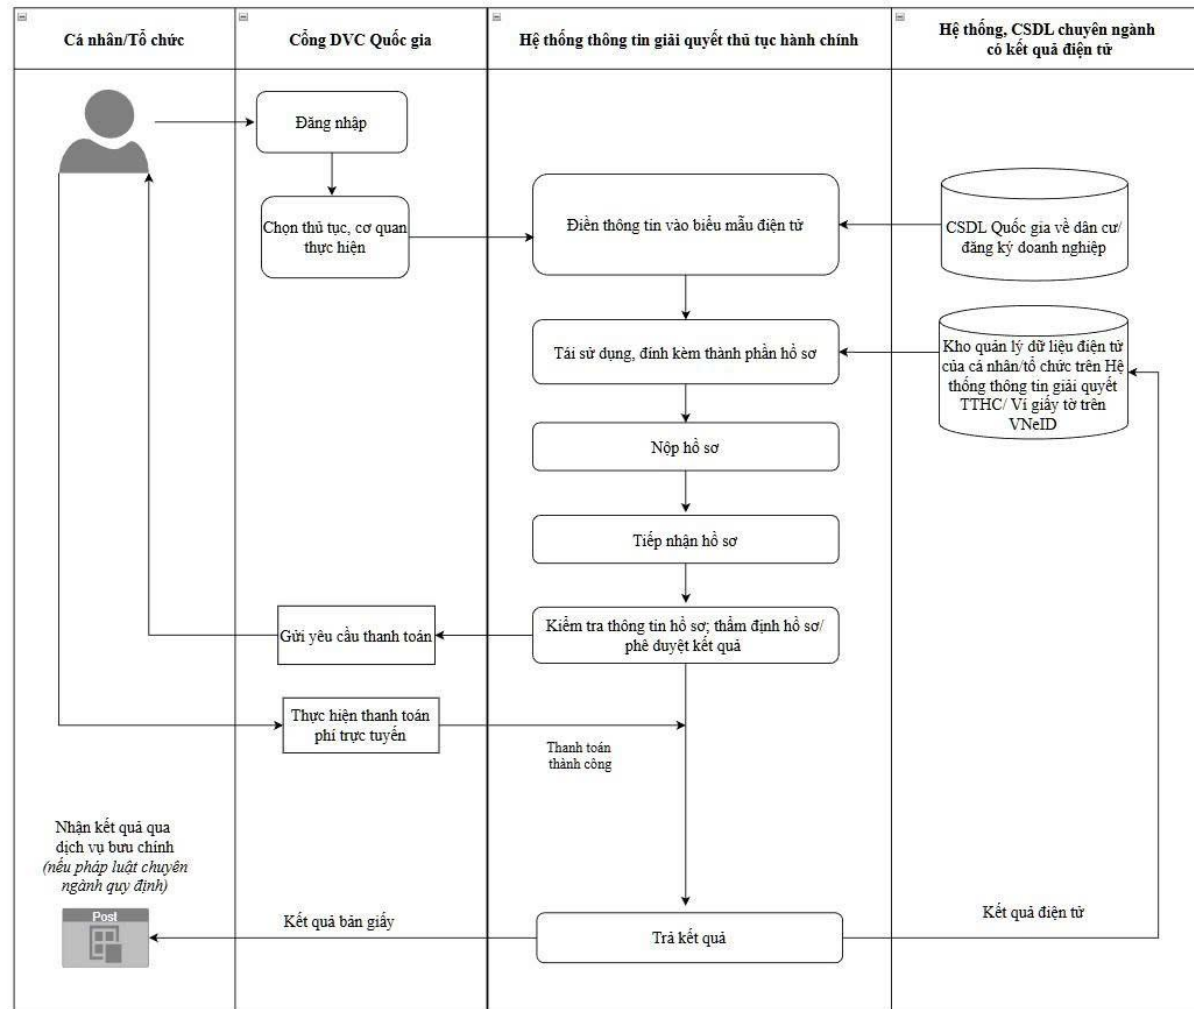 Cá nhân/Tổ chức
Cổng DVC Quốc gia
Hệ thống thông tin giải quyết thủ tục hành chính
Hệ thống, CSDL chuyên ngành
có kết quả điện tử
Đăng nhập
Chọn thủ tục, cơ quan
thực hiện
Điền thông tin vào biểu mẫu điện tử
CSDL Quốc gia về dân cư/
đăng ký doanh nghiệp
Tái sử dụng, đính kèm thành phần hồ sơ
Kho quản lý dữ liệu điện tử
của cá nhân/tổ chức trên Hệ
thống thông tin giải quyết
TTHC/ Ví giấy tờ trên
VNeID
Nộp hồ sơ
Tiếp nhận hồ sơ
Gửi yêu cầu thanh toán
Kiểm tra thông tin hồ sơ; thẩm định hồ sơ/
phê duyệt kết quả
Thực hiện thanh toán
phí trực tuyến
Thanh toán
thành công
Nhận kết quả qua
dịch vụ bưu chính
(nếu pháp luật chuyên
ngành quy định)
Post
Kết quả bản giấy
Trả kết quả
Kết quả điện tử